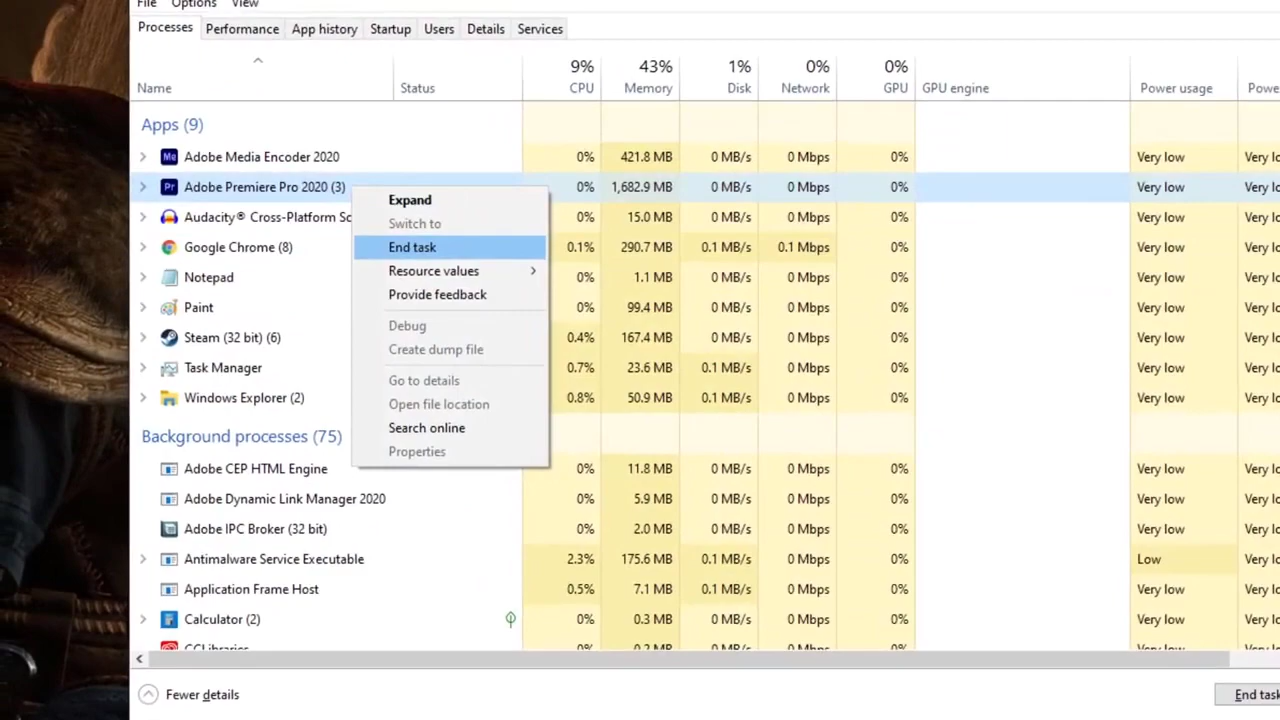 File Options View
Processes Performance App history Startup Users Details Services
9% 43% 1% 0% 0%
Name Status CPU Memory Disk Network GPU GPU engine Power usage
Apps (9)
Adobe Media Encoder 2020 0% 421.8 MB 0 MB/s 0 Mbps 0% Very low
Adobe Premiere Pro 2020 (3) 0% 1,682.9 MB 0 MB/s 0 Mbps 0% Very low
Audacity® Cross-Platform 15.0 MB 0 MB/s 0 Mbps 0% Very low
Google Chrome (8) 0.1% 290.7 MB 0.1 MB/s 0.1 Mbps 0% Very low
Notepad 0% 1.1 MB 0 MB/s 0 Mbps 0% Very low
Paint 0% 99.4 MB 0 MB/s 0 Mbps 0% Very low
Steam (32 bit) (6) 0.4% 167.4 MB 0 MB/s 0 Mbps 0% Very low
Task Manager 0.7% 23.6 MB 0.1 MB/s 0 Mbps 0% Very low
Windows Explorer (2) 0.8% 50.9 MB 0.1 MB/s 0 Mbps 0% Very low
Expand
Switch to
End task
Resource values
Provide feedback
Debug
Create dump file
Go to details
Open file location
Search online
Properties
Background processes (75)
Adobe CEP HTML Engine 0% 11.8 MB 0 MB/s 0 Mbps 0% Very low
Adobe Dynamic Link Manager 2020 0% 5.9 MB 0 MB/s 0 Mbps 0% Very low
Adobe IPC Broker (32 bit) 0% 2.0 MB 0 MB/s 0 Mbps 0% Very low
Antimalware Service Executable 2.3% 175.6 MB 0.1 MB/s 0 Mbps 0% Low
Application Frame Host 0.5% 7.1 MB 0.1 MB/s 0 Mbps 0% Very low
Calculator (2) 0% 0.3 MB 0 MB/s 0 Mbps 0% Very low
Fewer details End task